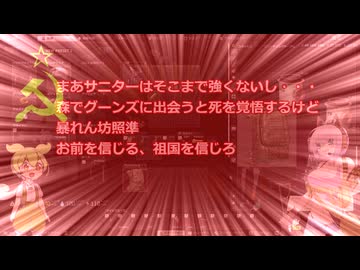 まあサニターはそこまで強くないし・・・
森でグーンズに出会うと死を覚悟するけど
暴れん坊照準
お前を信じる、祖国を信じろ